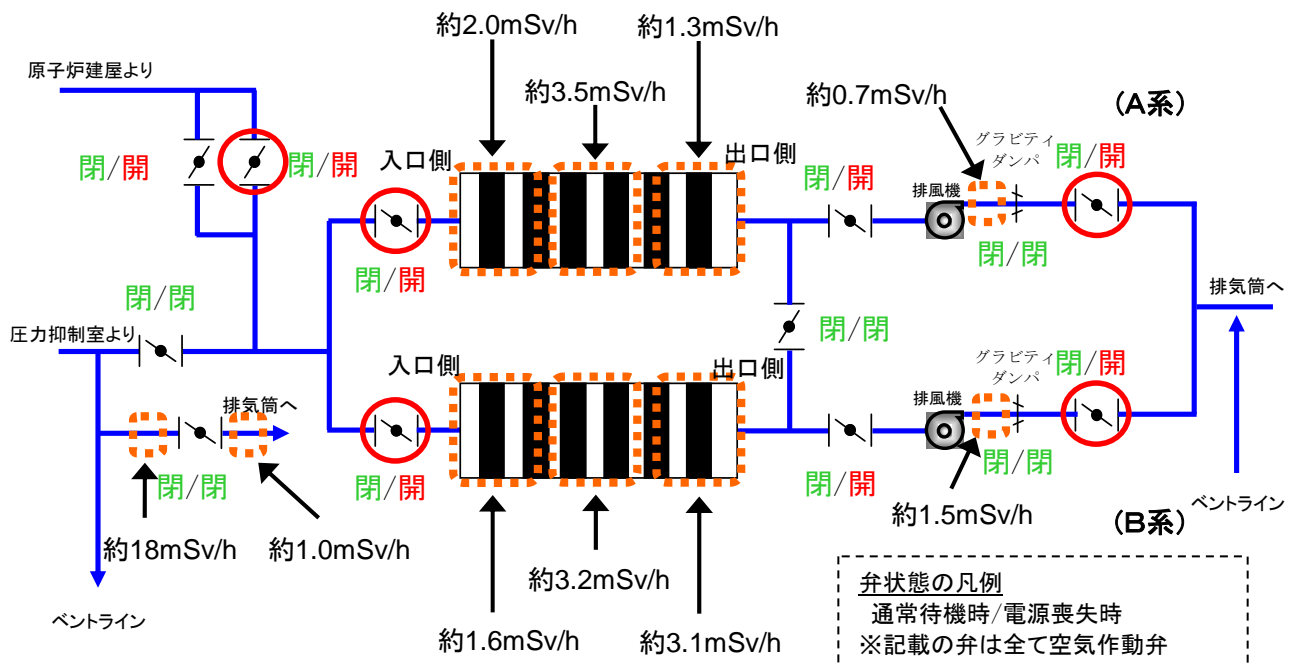 約2.0mSv/h
約1.3mSv/h
原子炉建屋より
約3.5mSv/h
約0.7mSv/h
(A系)
グラビティ
ダンパ
閉/開
閉/開
入口側
出口側
閉/開
閉/開
排風機
閉/開
閉/閉
閉/閉
排気筒へ
圧力抑制室より
閉/閉
入口側
出口側
グラビティ
ダンパ
閉/開
排気筒へ
排風機
閉/閉
閉/開
閉/開
閉/閉
約18mSv/h
約1.0mSv/h
約1.5mSv/h
(B系)
ベントライン
約3.2mSv/h
ベントライン
約1.6mSv/h
約3.1mSv/h
弁状態の凡例
通常待機時/電源喪失時
※記載の弁は全て空気作動弁